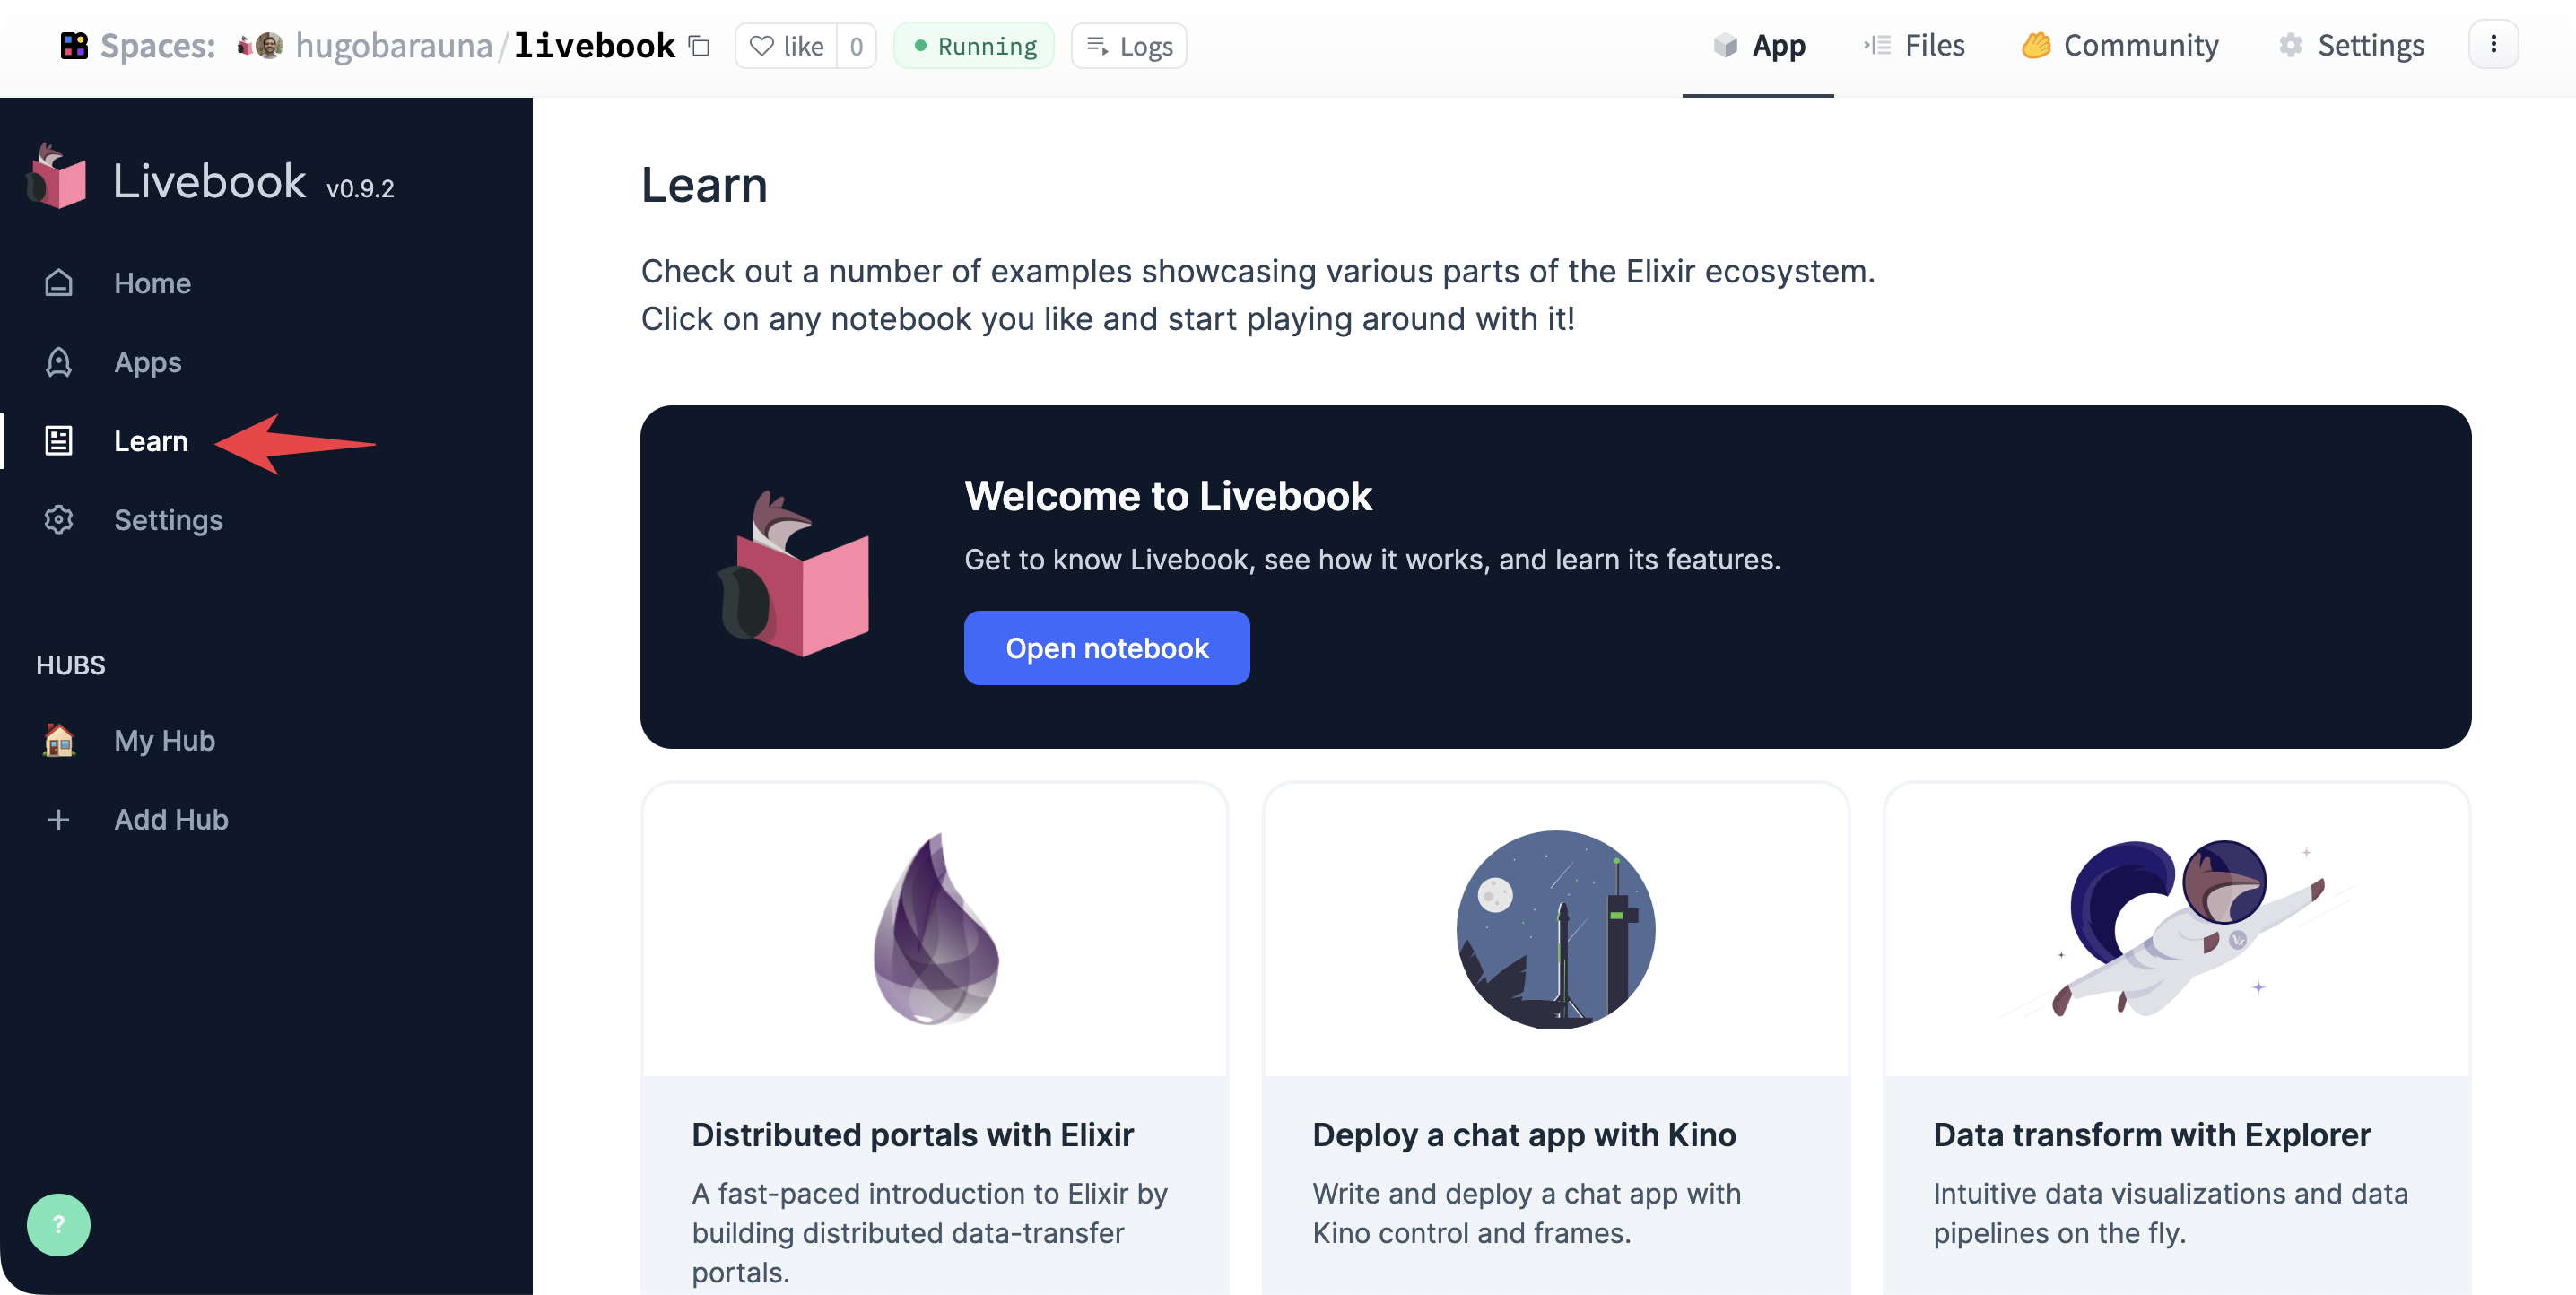 Spaces: hugobarauna/livebook like 0 Running Logs App Files Community Settings
Livebook v0.9.2
Home
Apps
Learn
Settings
HUBS
My Hub
Add Hub
?
Learn
Check out a number of examples showcasing various parts of the Elixir ecosystem.
Click on any notebook you like and start playing around with it!
Welcome to Livebook
Get to know Livebook, see how it works, and learn its features.
Open notebook
Distributed portals with Elixir
A fast-paced introduction to Elixir by
building distributed data-transfer
portals.
Deploy a chat app with Kino
Write and deploy a chat app with
Kino control and frames.
Data transform with Explorer
Intuitive data visualizations and data
pipelines on the fly.